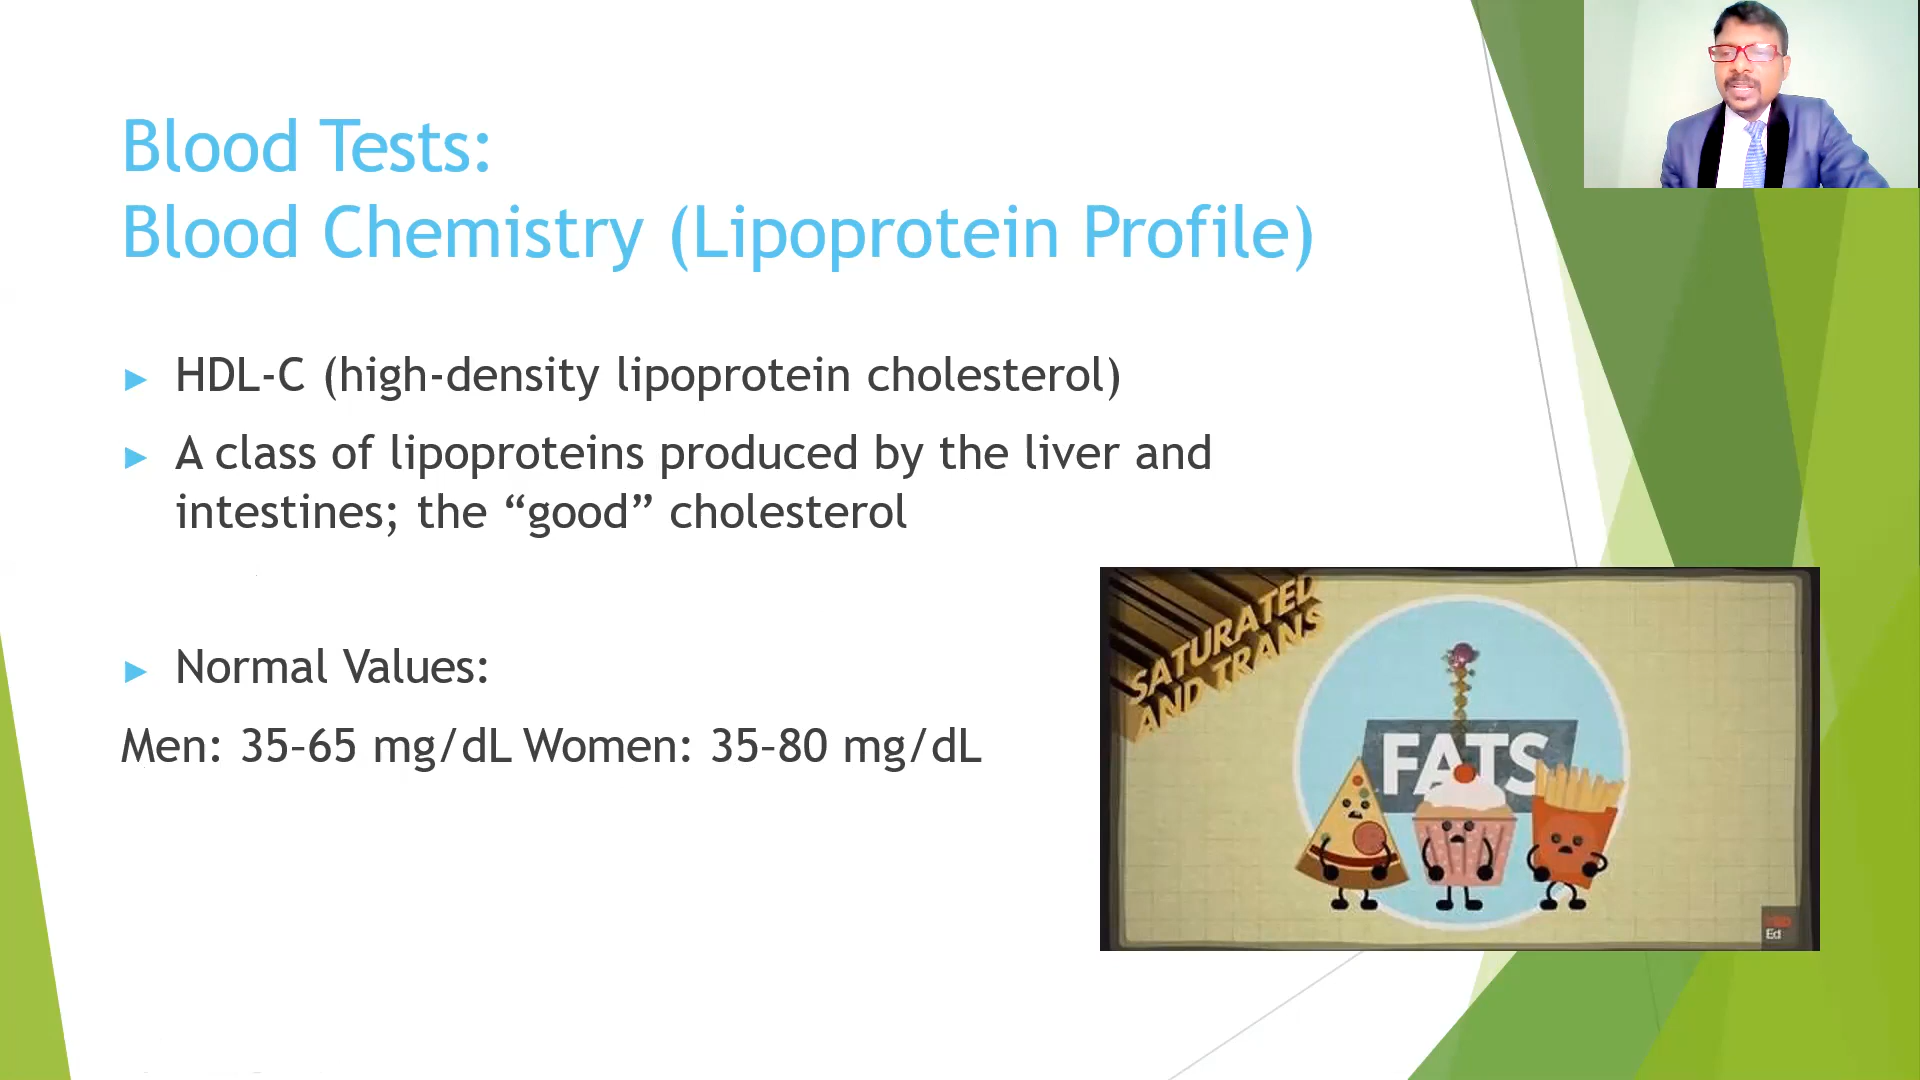 Blood Tests:
Blood Chemistry (Lipoprotein Profile)
HDL-C (high-density lipoprotein cholesterol)
A class of lipoproteins produced by the liver and
intestines; the “good” cholesterol
Normal Values:
Men: 35–65 mg/dL Women: 35–80 mg/dL
SATURATED
AND TRANS
FATS
Ed